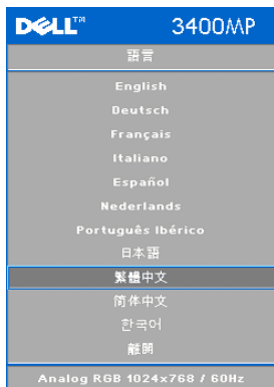 DELL™ 3400MP
語言
English
Deutsch
Français
Italiano
Español
Nederlands
Português Ibérico
日本語
繁體中文
简体中文
한국어
離開
Analog RGB 1024x768 / 60Hz